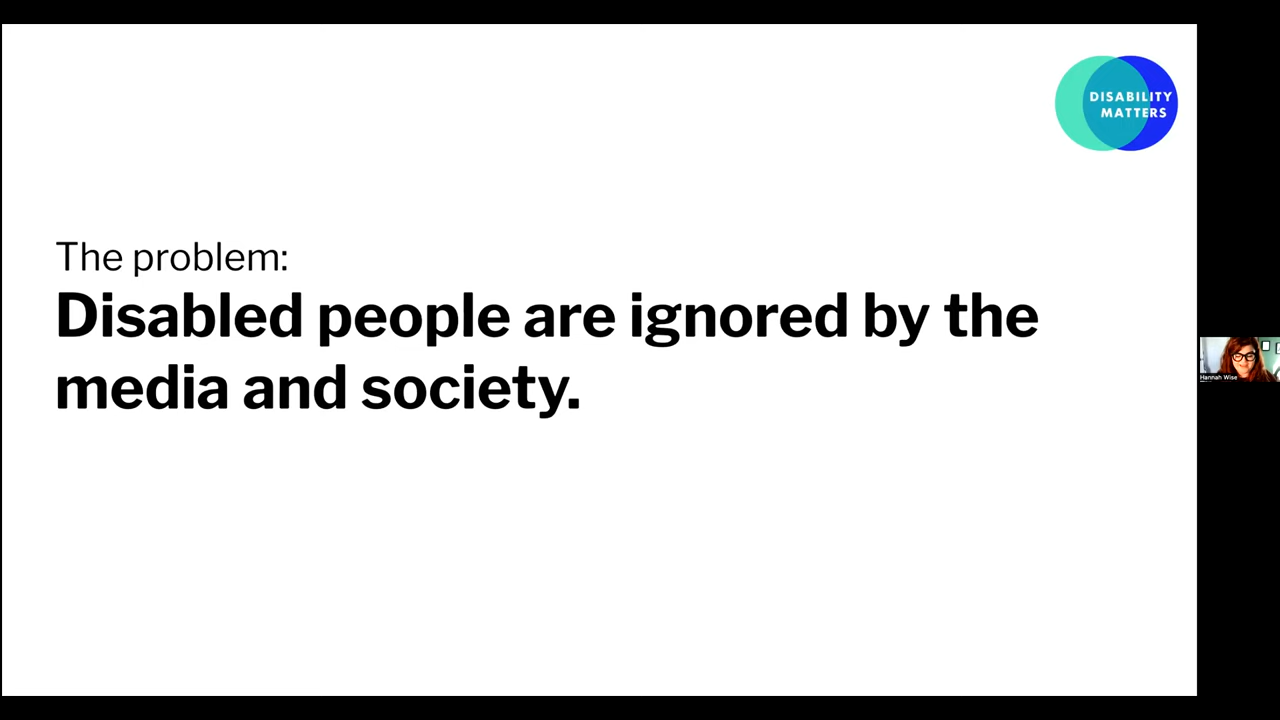 DISABILITY
MATTERS
The problem:
Disabled people are ignored by the
media and society.
Hannah Wise